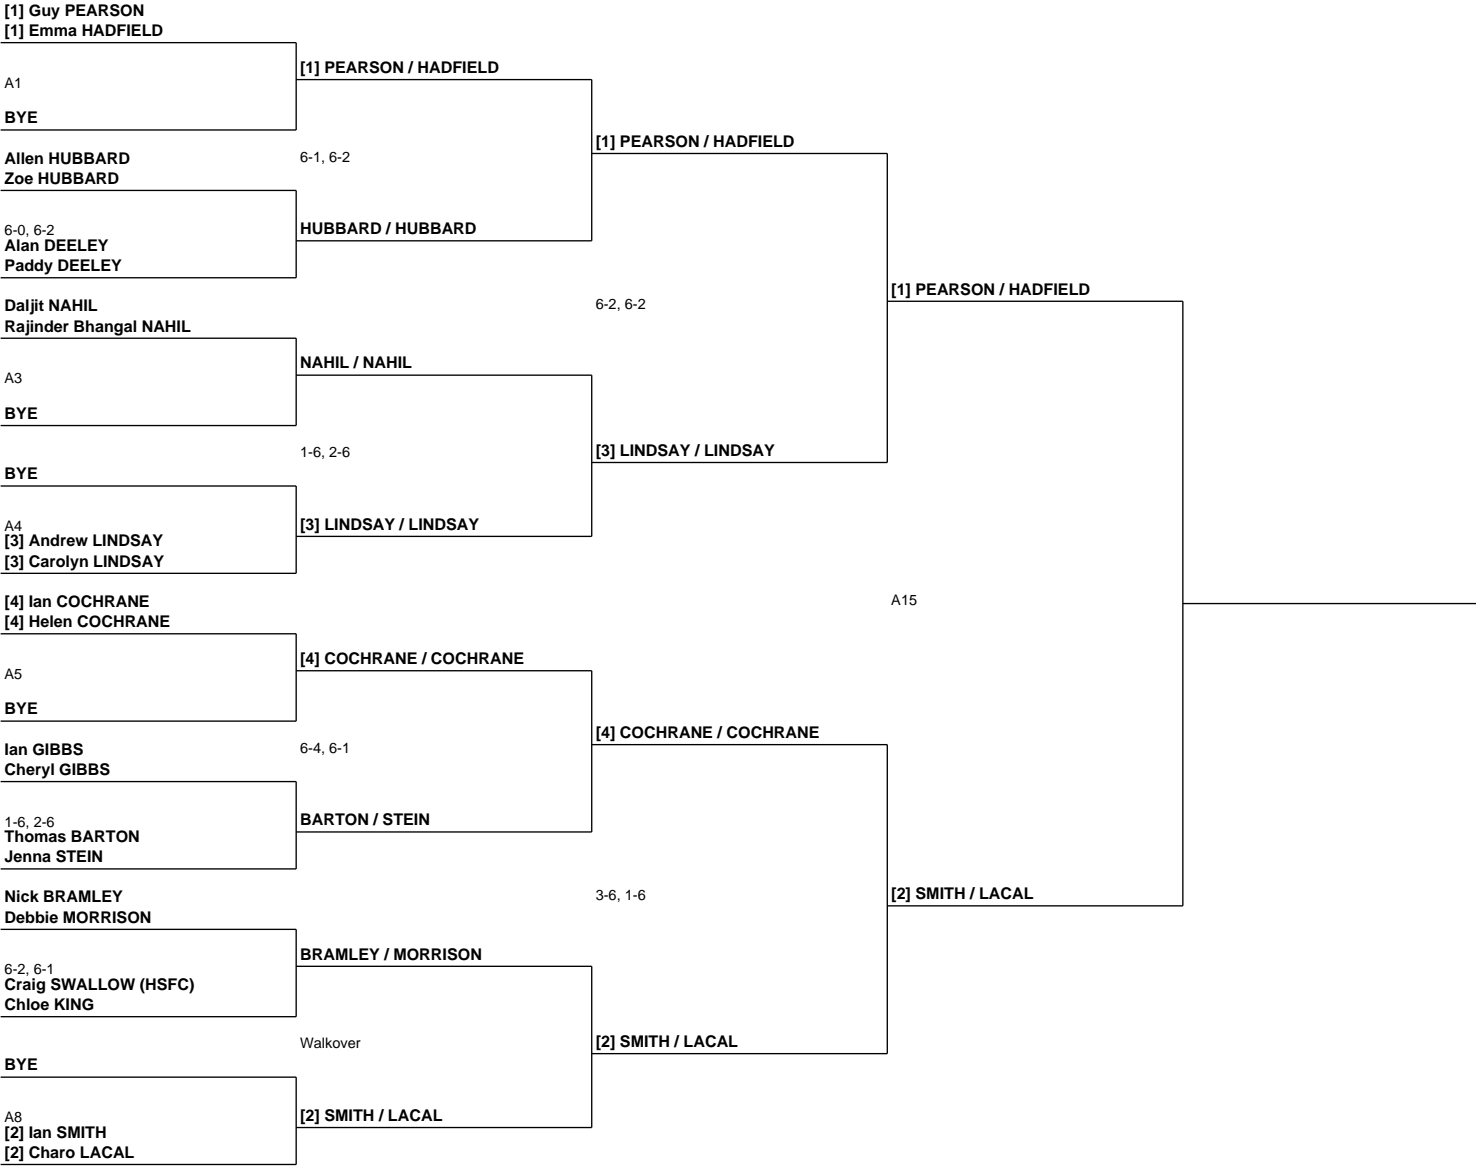 [1] Guy PEARSON
[1] Emma HADFIELD
[1] PEARSON / HADFIELD
A1
BYE
[1] PEARSON / HADFIELD
Allen HUBBARD
6-1, 6-2
Zoe HUBBARD
6-0, 6-2
HUBBARD / HUBBARD
Alan DEELEY
Paddy DEELEY
[1] PEARSON / HADFIELD
Daljit NAHIL
6-2, 6-2
Rajinder Bhangal NAHIL
NAHIL / NAHIL
A3
BYE
1-6, 2-6
[3] LINDSAY / LINDSAY
BYE
A4
[3] LINDSAY / LINDSAY
[3] Andrew LINDSAY
[3] Carolyn LINDSAY
[4] Ian COCHRANE
A15
[4] Helen COCHRANE
[4] COCHRANE / COCHRANE
A5
BYE
[4] COCHRANE / COCHRANE
Ian GIBBS
6-4, 6-1
Cheryl GIBBS
1-6, 2-6
BARTON / STEIN
Thomas BARTON
Jenna STEIN
Nick BRAMLEY
3-6, 1-6
[2] SMITH / LACAL
Debbie MORRISON
BRAMLEY / MORRISON
6-2, 6-1
Craig SWALLOW (HSFC)
Chloe KING
Walkover
[2] SMITH / LACAL
BYE
A8
[2] SMITH / LACAL
[2] Ian SMITH
[2] Charo LACAL